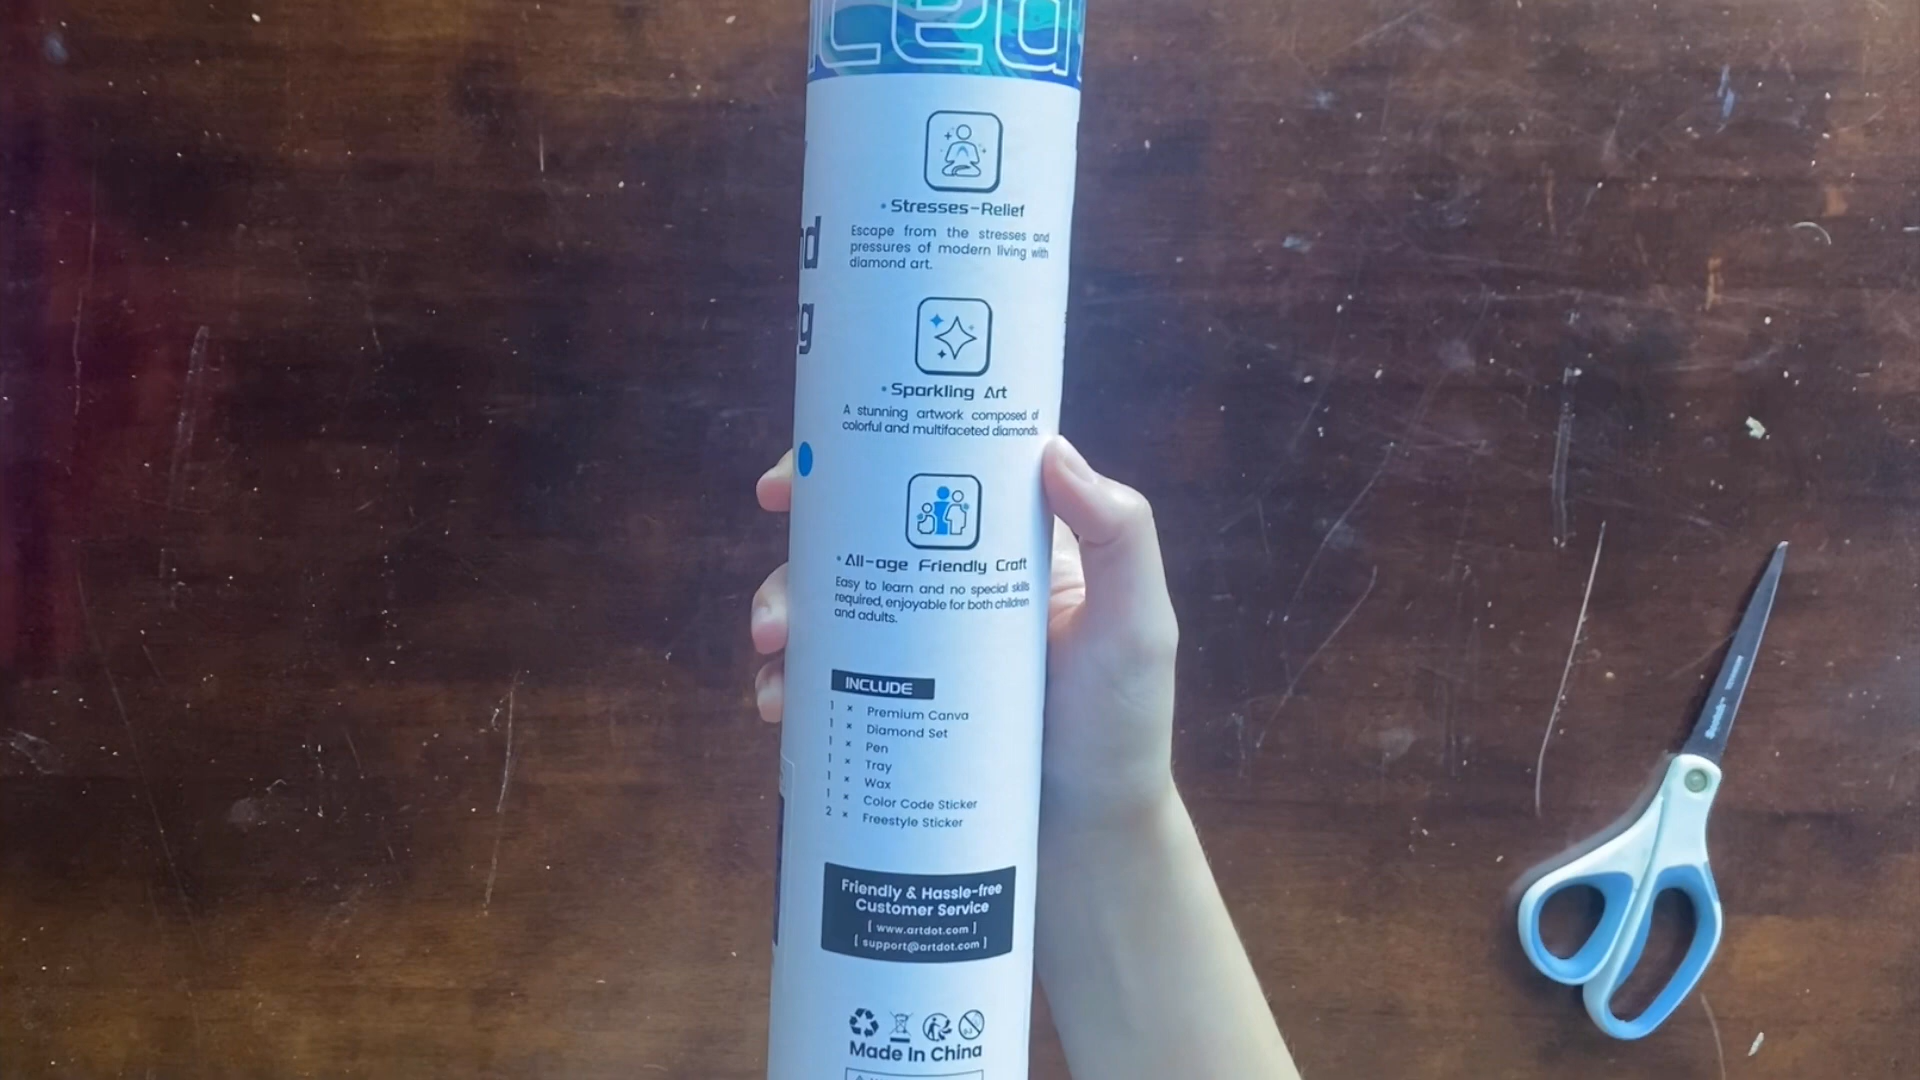 • Stresses-Relief
Escape from the stresses and
pressures of modern living with
diamond art.
• Sparkling Art
A stunning artwork composed of
colorful and multifaceted diamonds.
• All-age Friendly Craft
Easy to learn and no special skills
required, enjoyable for both children
and adults.
INCLUDE
1 × Premium Canva
1 × Diamond Set
1 × Pen
1 × Tray
1 × Wax
1 × Color Code Sticker
2 × Freestyle Sticker
Friendly & Hassle-free
Customer Service
[ www.artdot.com ]
[ support@artdot.com ]
Made In China
Scotch